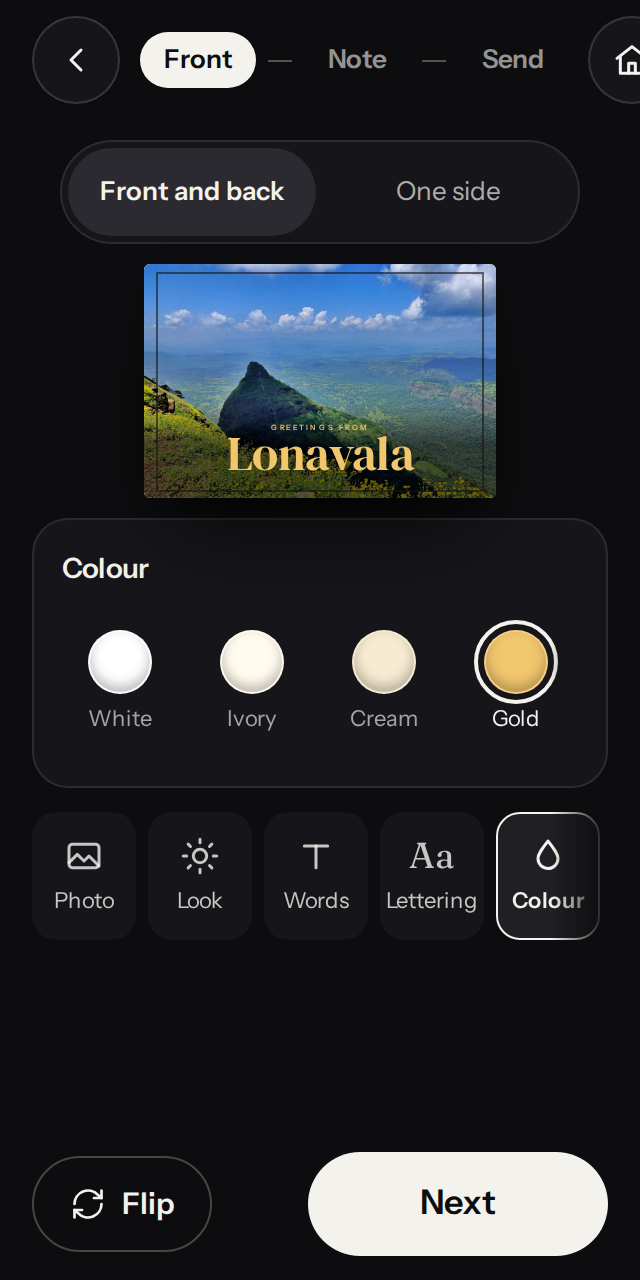 Front
Note
Send
Front and back
One side
GREETINGS FROM
Lonavala
Colour
White
Ivory
Cream
Gold
Photo
Look
Words
Aa
Lettering
Colour
Flip
Next